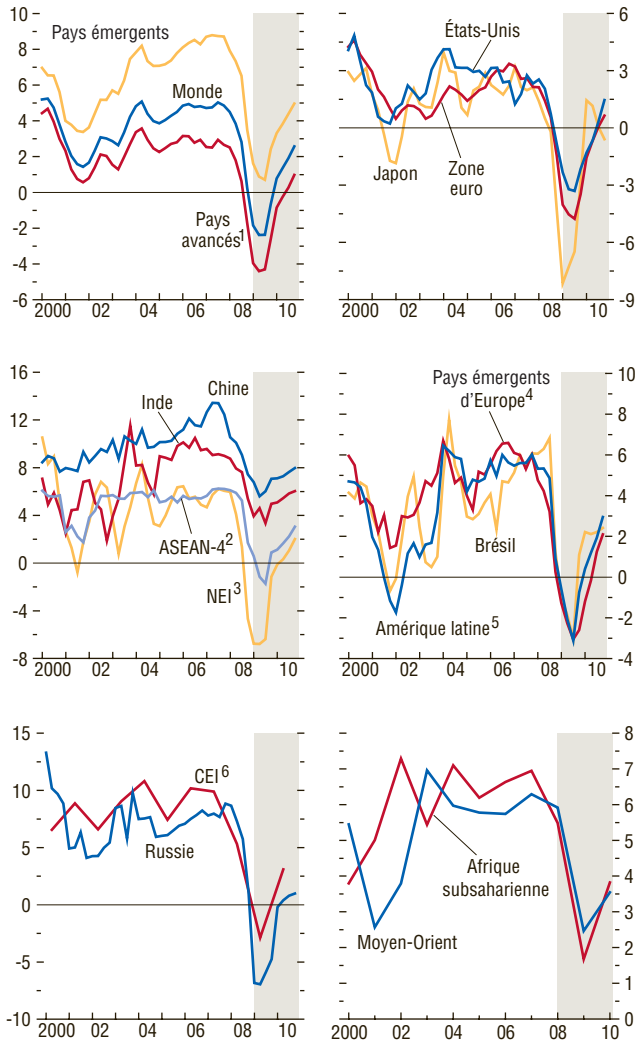 10
8
6
4
2
0
-2
-4
-6
Pays émergents
Monde
Pays
avancés1
2000 02 04 06 08 10
6
3
0
-3
-6
-9
États-Unis
Japon
Zone
euro
2000 02 04 06 08 10
16
12
8
4
0
-4
-8
Chine
Inde
ASEAN-42
NEI3
2000 02 04 06 08 10
10
8
6
4
2
0
-2
-4
Pays émergents
d'Europe4
Brésil
Amérique latine5
2000 02 04 06 08 10
15
10
5
0
-5
-10
CEI6
Russie
2000 02 04 06 08 10
8
7
6
5
4
3
2
1
0
Afrique
subsaharienne
Moyen-Orient
2000 02 04 06 08 10